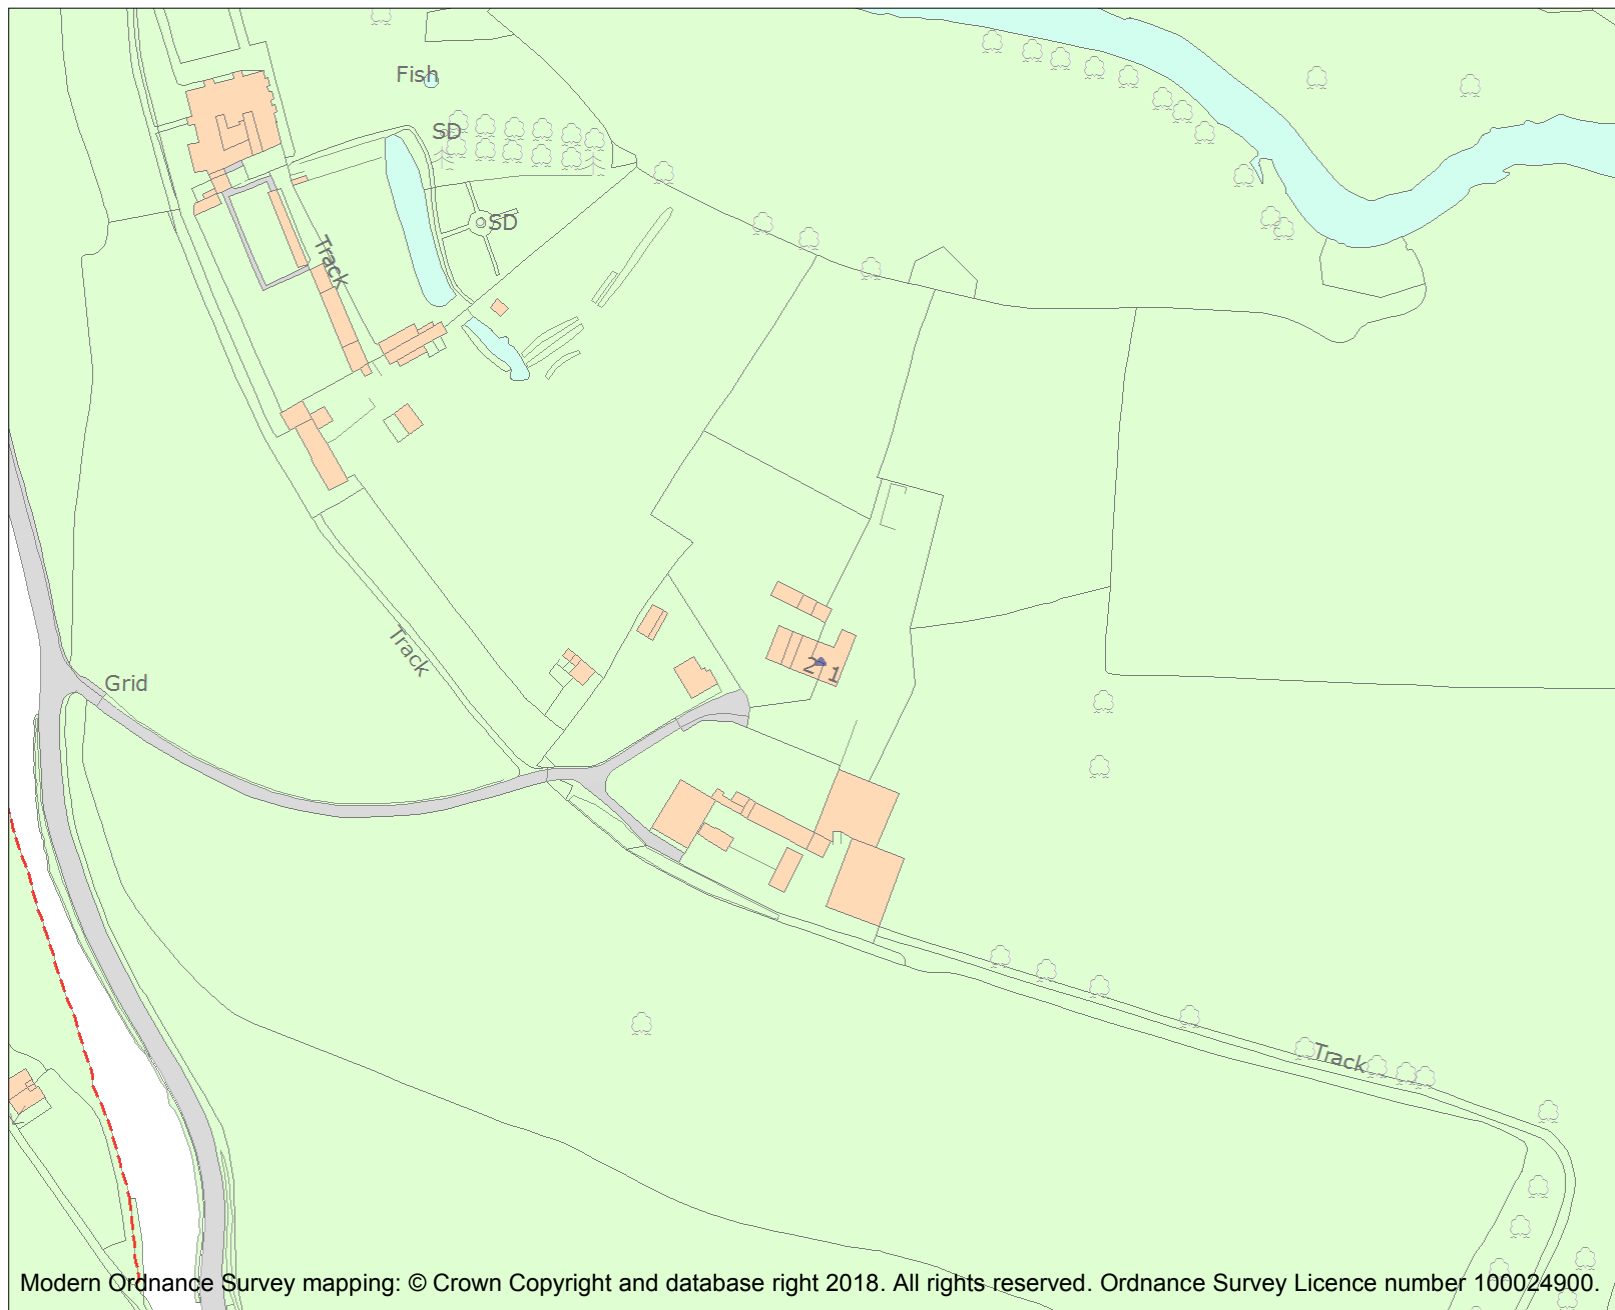 Fish
SD
SD
Track
Track
Grid
2 1
Track
Modern Ordnance Survey mapping: © Crown Copyright and database right 2018. All rights reserved. Ordnance Survey Licence number 100024900.